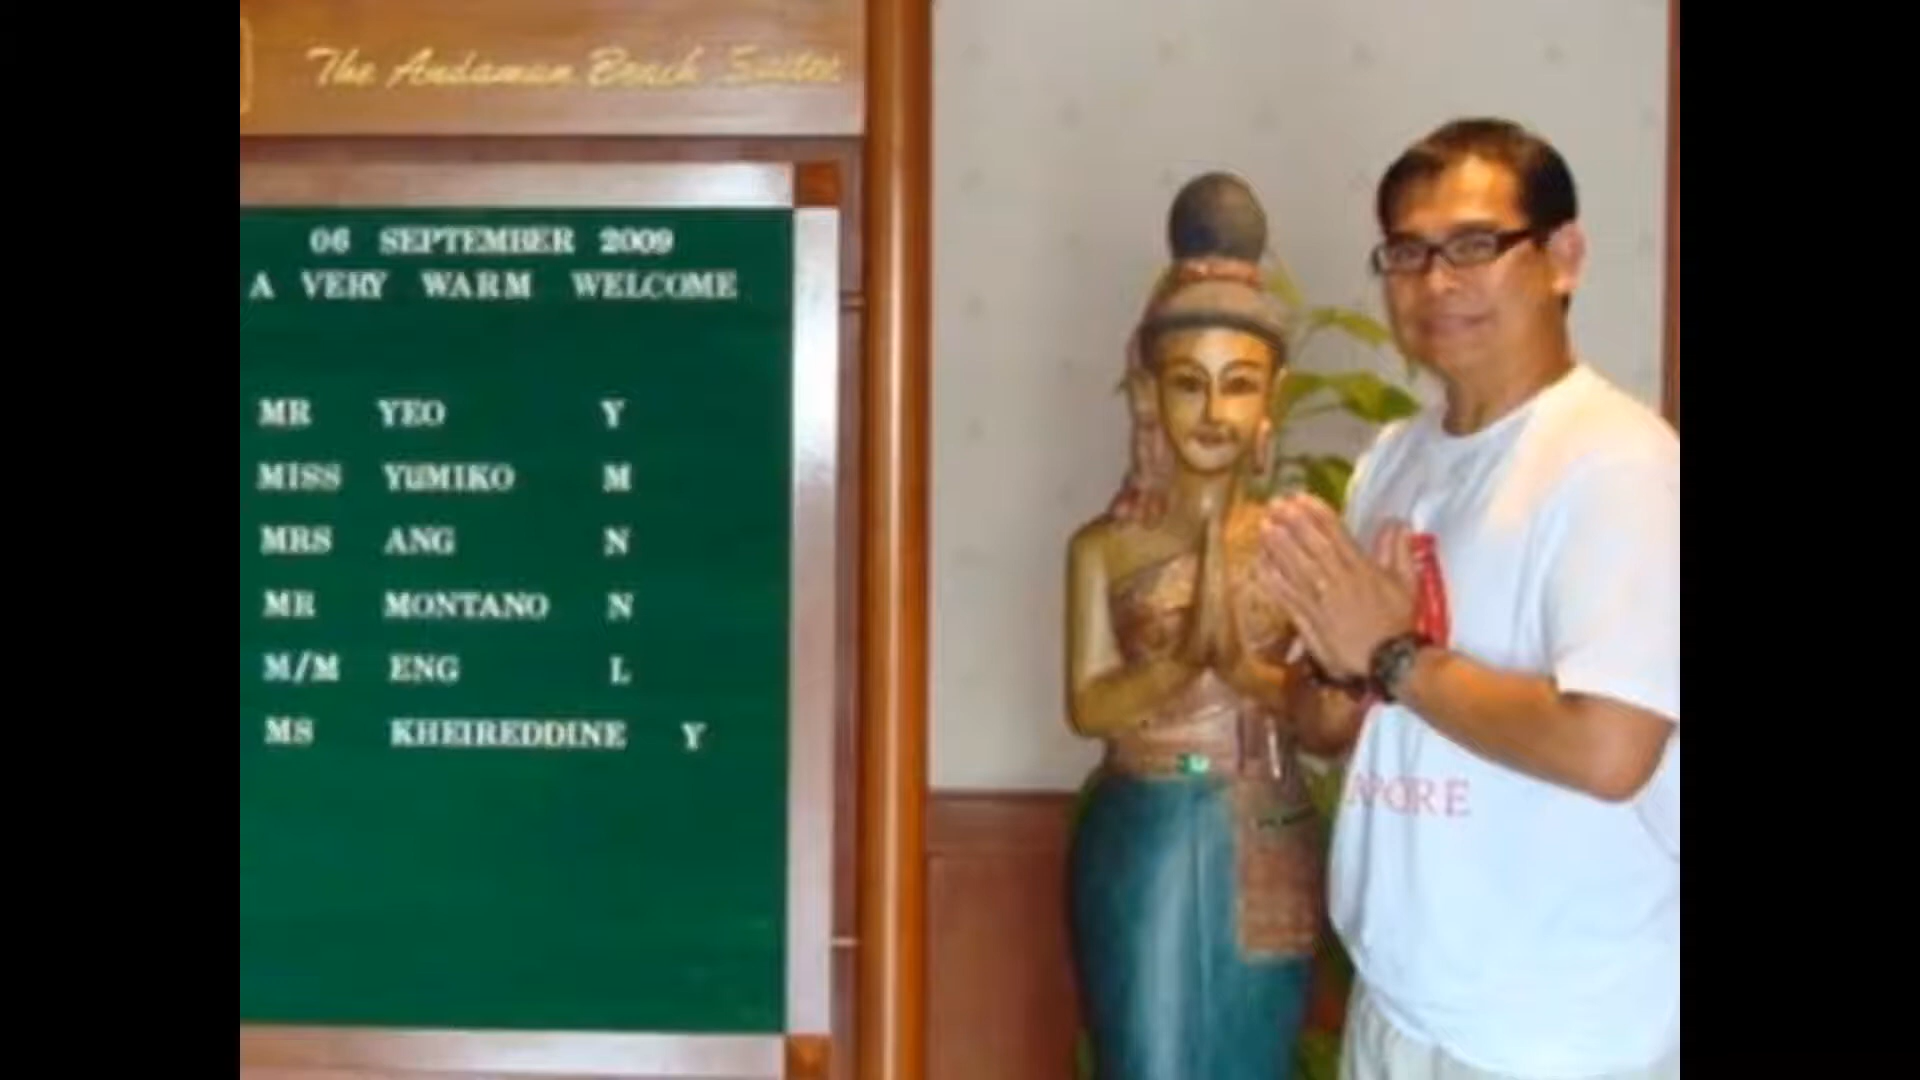 The Andaman Beach Suites
06 SEPTEMBER 2009
A VERY WARM WELCOME
MR YEO Y
MISS YUMIKO M
MRS ANG N
MR MONTANO N
M/M ENG L
MS KHEIREDDINE Y
APORE